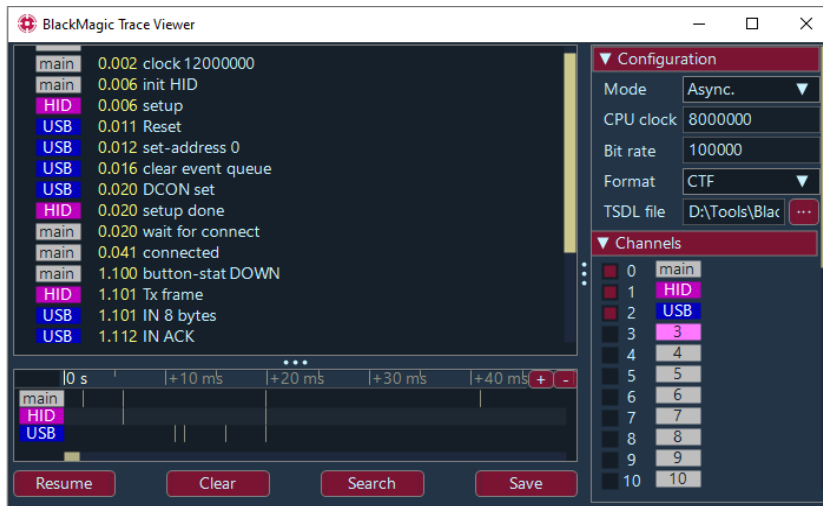 BlackMagic Trace Viewer
main 0.002 clock 12000000
main 0.006 init HID
HID 0.006 setup
USB 0.011 Reset
USB 0.012 set-address 0
USB 0.016 clear event queue
USB 0.020 DCON set
HID 0.020 setup done
main 0.020 wait for connect
main 0.041 connected
main 1.100 button-stat DOWN
HID 1.101 Tx frame
USB 1.101 IN 8 bytes
USB 1.112 IN ACK
0 s +10 ms +20 ms +30 ms +40 ms + -
main
HID
USB
Resume Clear Search Save
Configuration
Mode Async.
CPU clock 8000000
Bit rate 100000
Format CTF
TSDL file D:\Tools\Blac ...
Channels
0 main
1 HID
2 USB
3 3
4 4
5 5
6 6
7 7
8 8
9 9
10 10